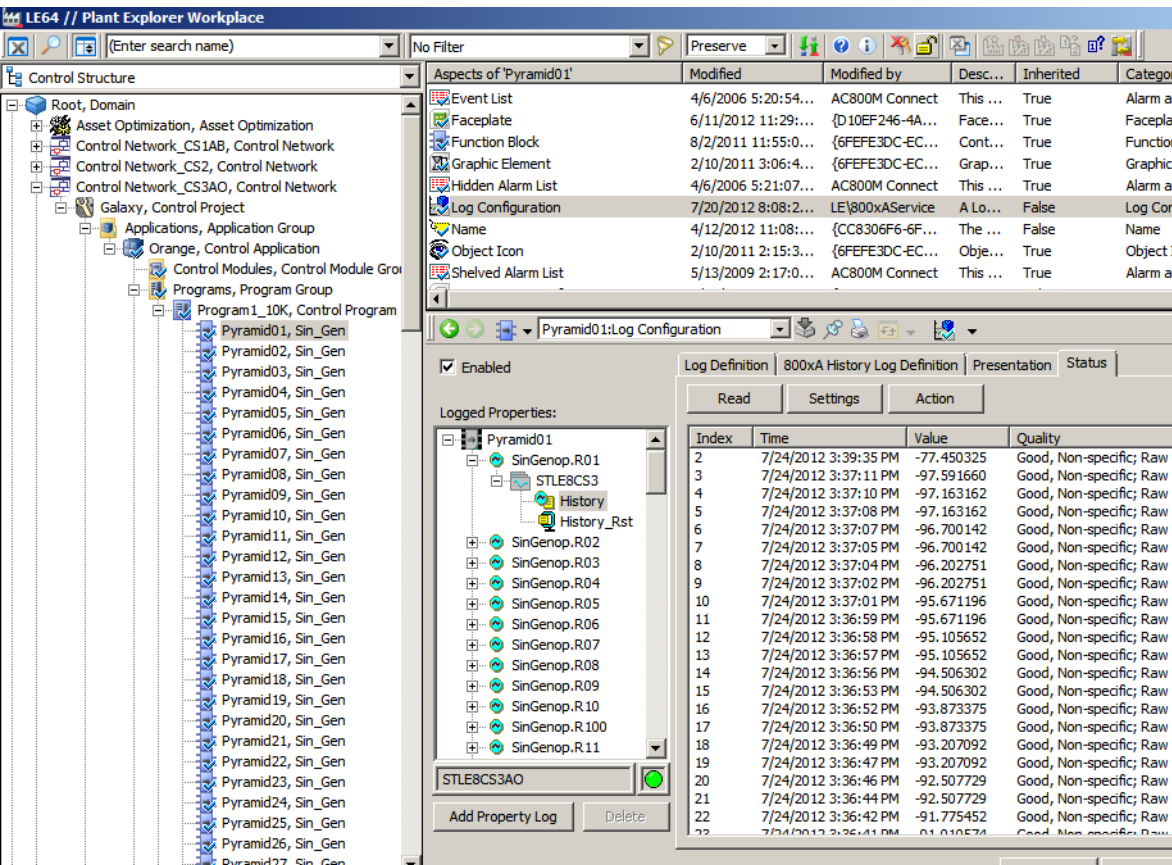 LE64 // Plant Explorer Workplace
(Enter search name)
No Filter
Preserve
Control Structure
Root, Domain
Asset Optimization, Asset Optimization
Control Network_CS1AB, Control Network
Control Network_CS2, Control Network
Control Network_CS3AO, Control Network
Galaxy, Control Project
Applications, Application Group
Orange, Control Application
Control Modules, Control Module Grou
Programs, Program Group
Program1_10K, Control Program
Pyramid01, Sin_Gen
Pyramid02, Sin_Gen
Pyramid03, Sin_Gen
Pyramid04, Sin_Gen
Pyramid05, Sin_Gen
Pyramid06, Sin_Gen
Pyramid07, Sin_Gen
Pyramid08, Sin_Gen
Pyramid09, Sin_Gen
Pyramid10, Sin_Gen
Pyramid11, Sin_Gen
Pyramid12, Sin_Gen
Pyramid13, Sin_Gen
Pyramid14, Sin_Gen
Pyramid15, Sin_Gen
Pyramid16, Sin_Gen
Pyramid17, Sin_Gen
Pyramid18, Sin_Gen
Pyramid19, Sin_Gen
Pyramid20, Sin_Gen
Pyramid21, Sin_Gen
Pyramid22, Sin_Gen
Pyramid23, Sin_Gen
Pyramid24, Sin_Gen
Pyramid25, Sin_Gen
Pyramid26, Sin_Gen
Pyramid27, Sin_Gen
Aspects of 'Pyramid01' Modified Modified by Desc... Inherited Categor
Event List 4/6/2006 5:20:54... AC800M Connect This ... True Alarm a
Faceplate 6/11/2012 11:29:... {D10EF246-4A... Face... True Facepla
Function Block 8/2/2011 11:55:0... {6FEFE3DC-EC... Cont... True Functio
Graphic Element 2/10/2011 3:06:4... {6FEFE3DC-EC... Grap... True Graphic
Hidden Alarm List 4/6/2006 5:21:07... AC800M Connect This ... True Alarm a
Log Configuration 7/20/2012 8:08:2... LE\800xAService A Lo... False Log Cor
Name 4/12/2012 11:08:... {CC8306F6-6F... The ... False Name
Object Icon 2/10/2011 2:15:3... {6FEFE3DC-EC... Obje... True Object
Shelved Alarm List 5/13/2009 2:17:0... AC800M Connect This ... True Alarm a
Pyramid01:Log Configuration
Enabled
Logged Properties:
Pyramid01
SinGenop.R01
STLE8CS3
History
History_Rst
SinGenop.R02
SinGenop.R03
SinGenop.R04
SinGenop.R05
SinGenop.R06
SinGenop.R07
SinGenop.R08
SinGenop.R09
SinGenop.R10
SinGenop.R100
SinGenop.R11
STLE8CS3AO
Add Property Log Delete
Log Definition 800xA History Log Definition Presentation Status
Read Settings Action
Index Time Value Quality
2 7/24/2012 3:39:35 PM -77.450325 Good, Non-specific; Raw
3 7/24/2012 3:37:11 PM -97.591660 Good, Non-specific; Raw
4 7/24/2012 3:37:10 PM -97.163162 Good, Non-specific; Raw
5 7/24/2012 3:37:08 PM -97.163162 Good, Non-specific; Raw
6 7/24/2012 3:37:07 PM -96.700142 Good, Non-specific; Raw
7 7/24/2012 3:37:05 PM -96.700142 Good, Non-specific; Raw
8 7/24/2012 3:37:04 PM -96.202751 Good, Non-specific; Raw
9 7/24/2012 3:37:02 PM -96.202751 Good, Non-specific; Raw
10 7/24/2012 3:37:01 PM -95.671196 Good, Non-specific; Raw
11 7/24/2012 3:36:59 PM -95.671196 Good, Non-specific; Raw
12 7/24/2012 3:36:58 PM -95.105652 Good, Non-specific; Raw
13 7/24/2012 3:36:57 PM -95.105652 Good, Non-specific; Raw
14 7/24/2012 3:36:56 PM -94.506302 Good, Non-specific; Raw
15 7/24/2012 3:36:53 PM -94.506302 Good, Non-specific; Raw
16 7/24/2012 3:36:52 PM -93.873375 Good, Non-specific; Raw
17 7/24/2012 3:36:50 PM -93.873375 Good, Non-specific; Raw
18 7/24/2012 3:36:49 PM -93.207092 Good, Non-specific; Raw
19 7/24/2012 3:36:47 PM -93.207092 Good, Non-specific; Raw
20 7/24/2012 3:36:46 PM -92.507729 Good, Non-specific; Raw
21 7/24/2012 3:36:44 PM -92.507729 Good, Non-specific; Raw
22 7/24/2012 3:36:42 PM -91.775452 Good, Non-specific; Raw
23 7/24/2012 3:36:41 PM Good, Non-specific; Raw